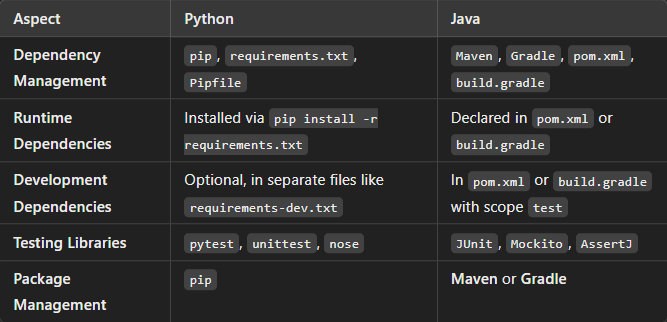 Aspect Python Java
Dependency Management pip, requirements.txt, Pipfile Maven, Gradle, pom.xml, build.gradle
Runtime Dependencies Installed via pip install -r requirements.txt Declared in pom.xml or build.gradle
Development Dependencies Optional, in separate files like requirements-dev.txt In pom.xml or build.gradle with scope test
Testing Libraries pytest, unittest, nose JUnit, Mockito, AssertJ
Package Management pip Maven or Gradle